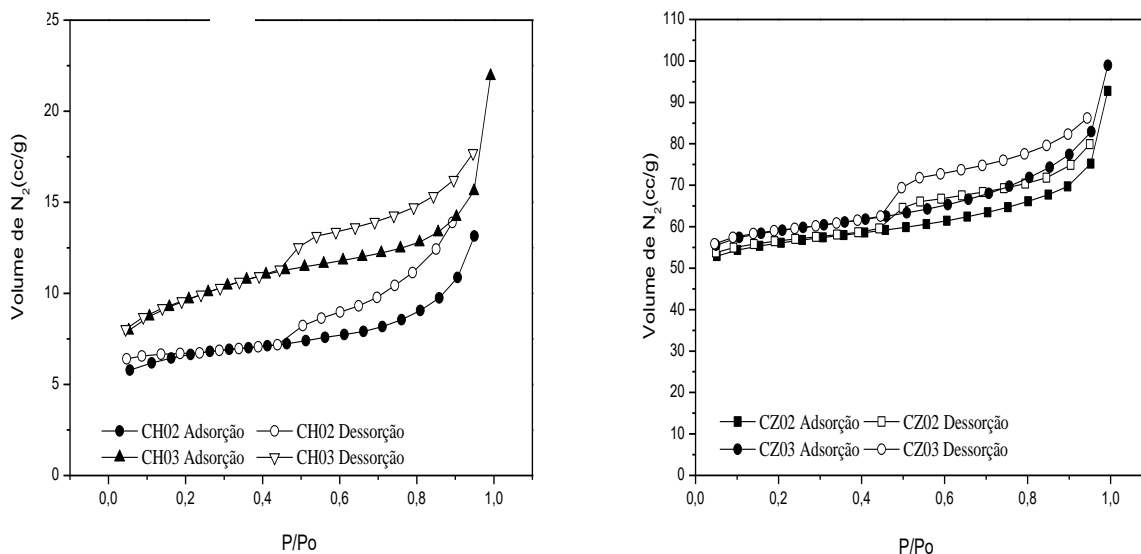 25
20
15
10
5
0
Volume de N2(cc/g)
CH02 Adsorção CH02 Dessorção
CH03 Adsorção CH03 Dessorção
0,0 0,2 0,4 0,6 0,8 1,0
P/Po
110
100
90
80
70
60
50
40
30
20
10
0
Volume de N2(cc/g)
CZ02 Adsorção CZ02 Dessorção
CZ03 Adsorção CZ03 Dessorção
0,0 0,2 0,4 0,6 0,8 1,0
P/Po